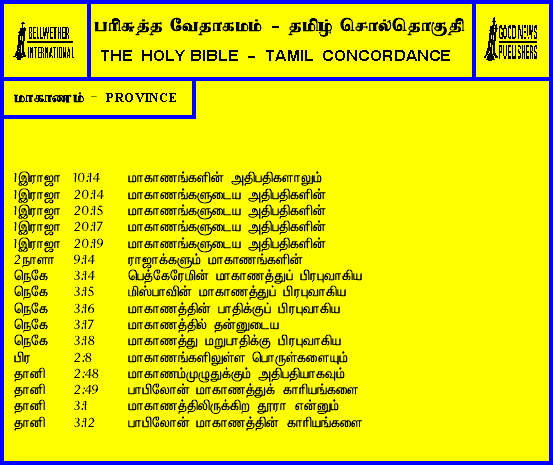 BELLWETHER
INTERNATIONAL
பரிசுத்த வேதாகமம் - தமிழ் சொல்தொகுதி
THE HOLY BIBLE - TAMIL CONCORDANCE
GOOD NEWS
PUBLISHERS
மாகாணம் - PROVINCE
1இராஜா 10:14 மாகாணங்களின் அதிபதிகளாலும்
1இராஜா 20:14 மாகாணங்களுடைய அதிபதிகளின்
1இராஜா 20:15 மாகாணங்களுடைய அதிபதிகளின்
1இராஜா 20:17 மாகாணங்களுடைய அதிபதிகளின்
1இராஜா 20:19 மாகாணங்களுடைய அதிபதிகளின்
2நாளா 9:14 ராஜாக்களும் மாகாணங்களின்
நெகே 3:14 பெத்கேரேமின் மாகாணத்துப் பிரபுவாகிய
நெகே 3:15 மிஸ்பாவின் மாகாணத்துப் பிரபுவாகிய
நெகே 3:16 மாகாணத்தின் பாதிக்குப் பிரபுவாகிய
நெகே 3:17 மாகாணத்தில் தன்னுடைய
நெகே 3:18 மாகாணத்து மறுபாதிக்கு பிரபுவாகிய
பிர 2:8 மாகாணங்களிலுள்ள பொருள்களையும்
தானி 2:48 மாகாணம்முழுதுக்கும் அதிபதியாகவும்
தானி 2:49 பாபிலோன் மாகாணத்துக் காரியங்களை
தானி 3:1 மாகாணத்திலிருக்கிற தூரா என்னும்
தானி 3:12 பாபிலோன் மாகாணத்தின் காரியங்களை